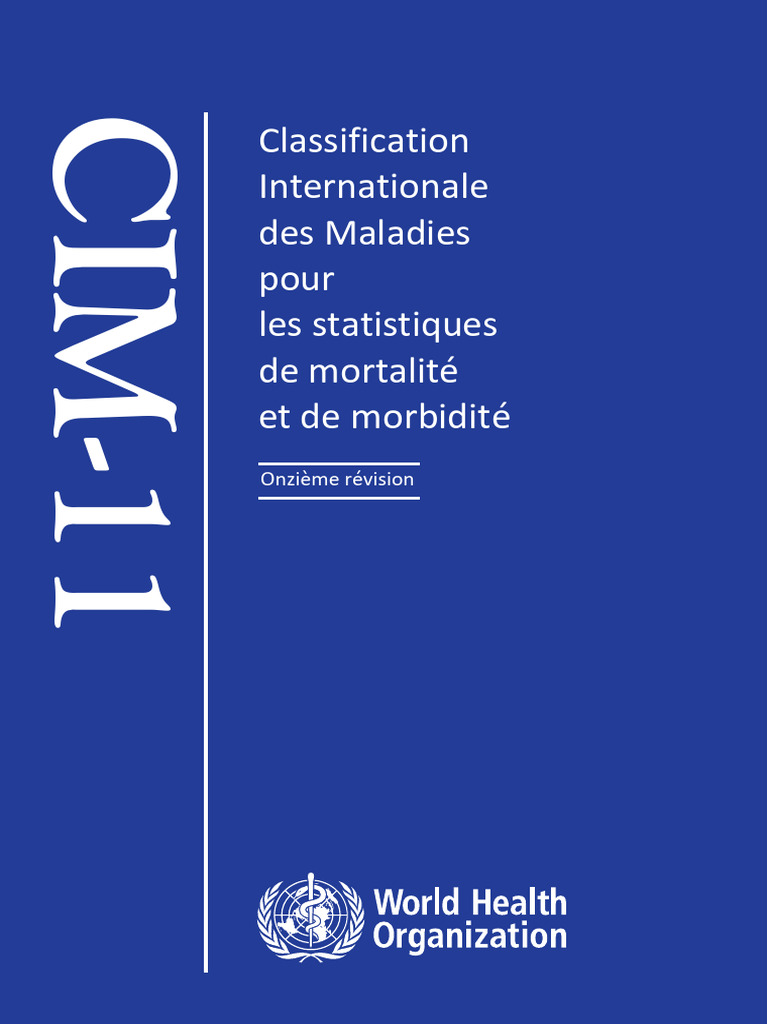 CIM-11
Classification
Internationale
des Maladies
pour
les statistiques
de mortalité
et de morbidité
Onzième révision
World Health
Organization